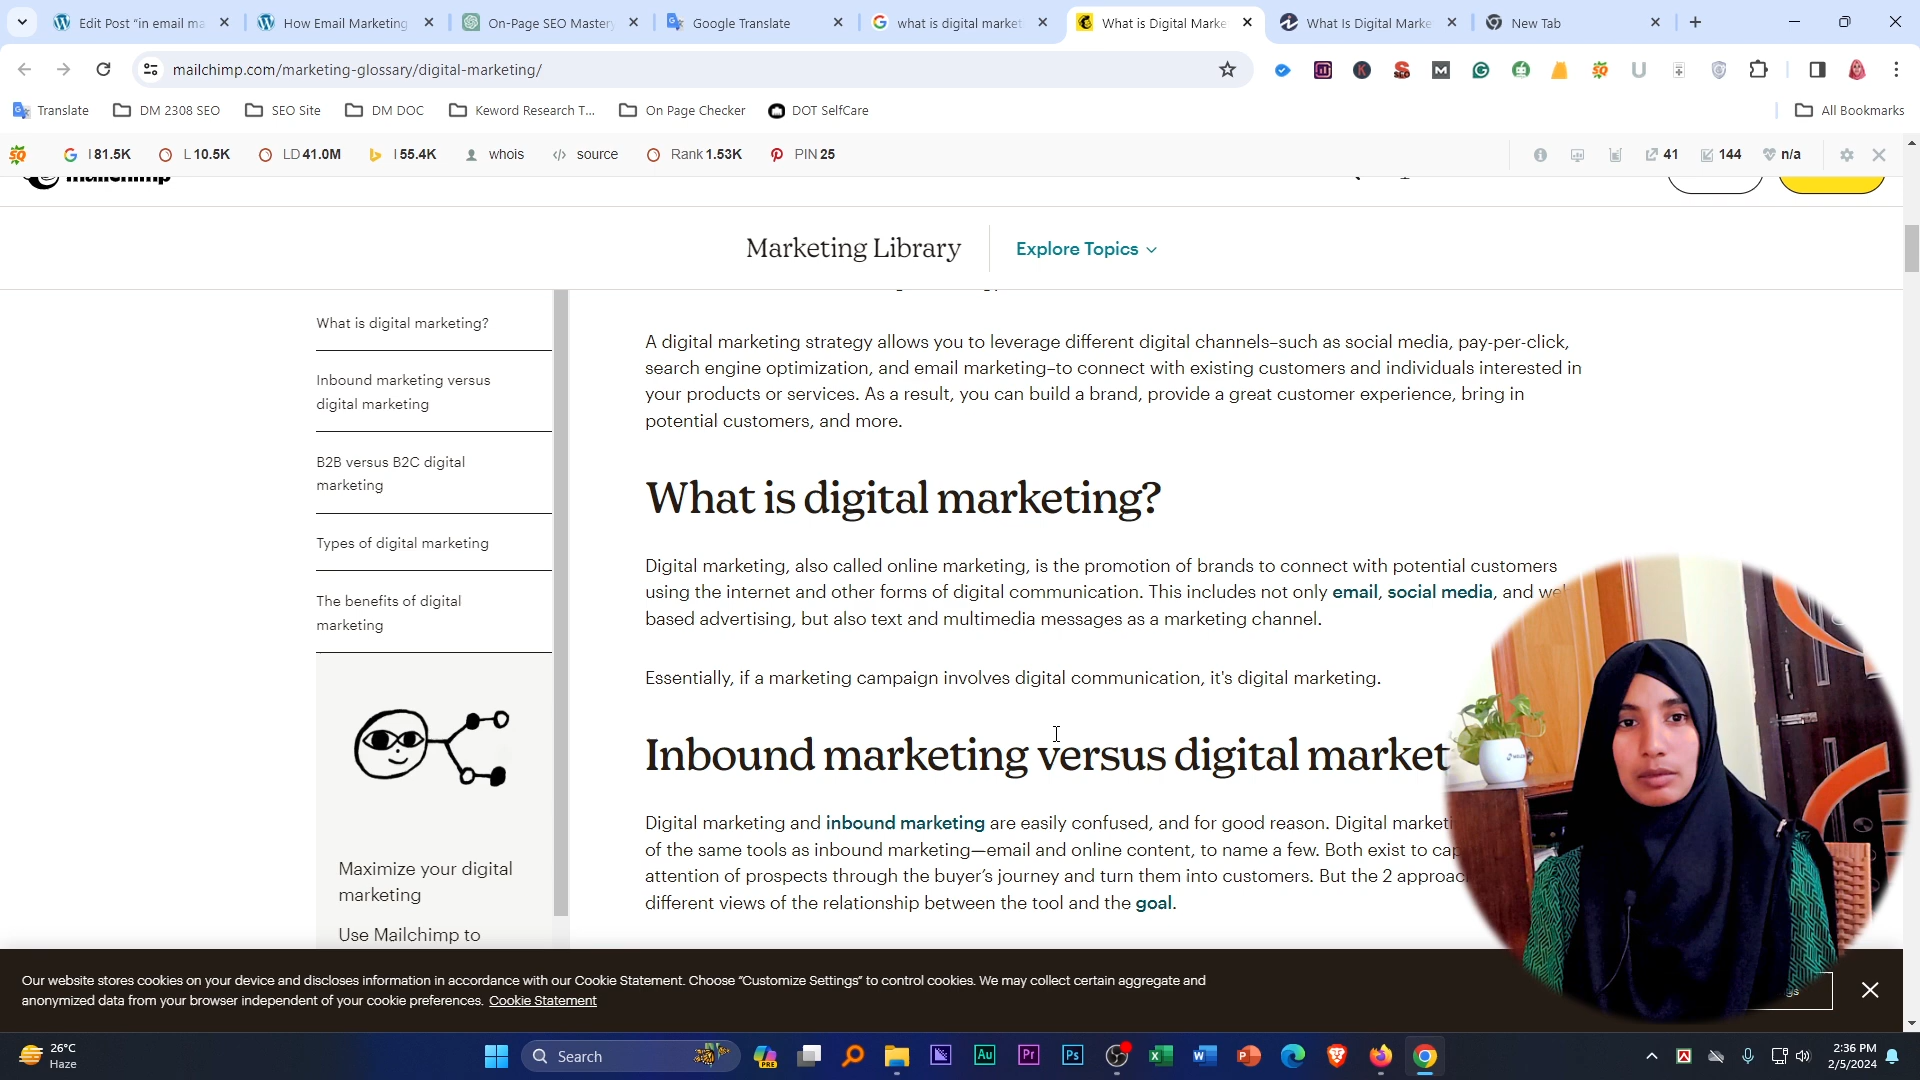 Edit Post “in email ma
How Email Marketing
On-Page SEO Master
Google Translate
what is digital market
What is Digital Marke
What Is Digital Marke
New Tab
mailchimp.com/marketing-glossary/digital-marketing/
Translate
DM 2308 SEO
SEO Site
DM DOC
Keword Research T...
On Page Checker
DOT SelfCare
All Bookmarks
I 81.5K
L 10.5K
LD 41.0M
I 55.4K
whois
source
Rank 1.53K
PIN 25
41
144
n/a
mailchimp
Marketing Library
Explore Topics
What is digital marketing?
Inbound marketing versus
digital marketing
B2B versus B2C digital
marketing
Types of digital marketing
The benefits of digital
marketing
Maximize your digital
marketing
Use Mailchimp to
A digital marketing strategy allows you to leverage different digital channels–such as social media, pay-per-click,
search engine optimization, and email marketing–to connect with existing customers and individuals interested in
your products or services. As a result, you can build a brand, provide a great customer experience, bring in
potential customers, and more.
What is digital marketing?
Digital marketing, also called online marketing, is the promotion of brands to connect with potential customers
using the internet and other forms of digital communication. This includes not only email, social media, and we
based advertising, but also text and multimedia messages as a marketing channel.
Essentially, if a marketing campaign involves digital communication, it's digital marketing.
Inbound marketing versus digital market
Digital marketing and inbound marketing are easily confused, and for good reason. Digital marketi
of the same tools as inbound marketing—email and online content, to name a few. Both exist to cap
attention of prospects through the buyer’s journey and turn them into customers. But the 2 approac
different views of the relationship between the tool and the goal.
Our website stores cookies on your device and discloses information in accordance with our Cookie Statement. Choose “Customize Settings” to control cookies. We may collect certain aggregate and
anonymized data from your browser independent of your cookie preferences. Cookie Statement
gs
26°C
Haze
Search
2:36 PM
2/5/2024